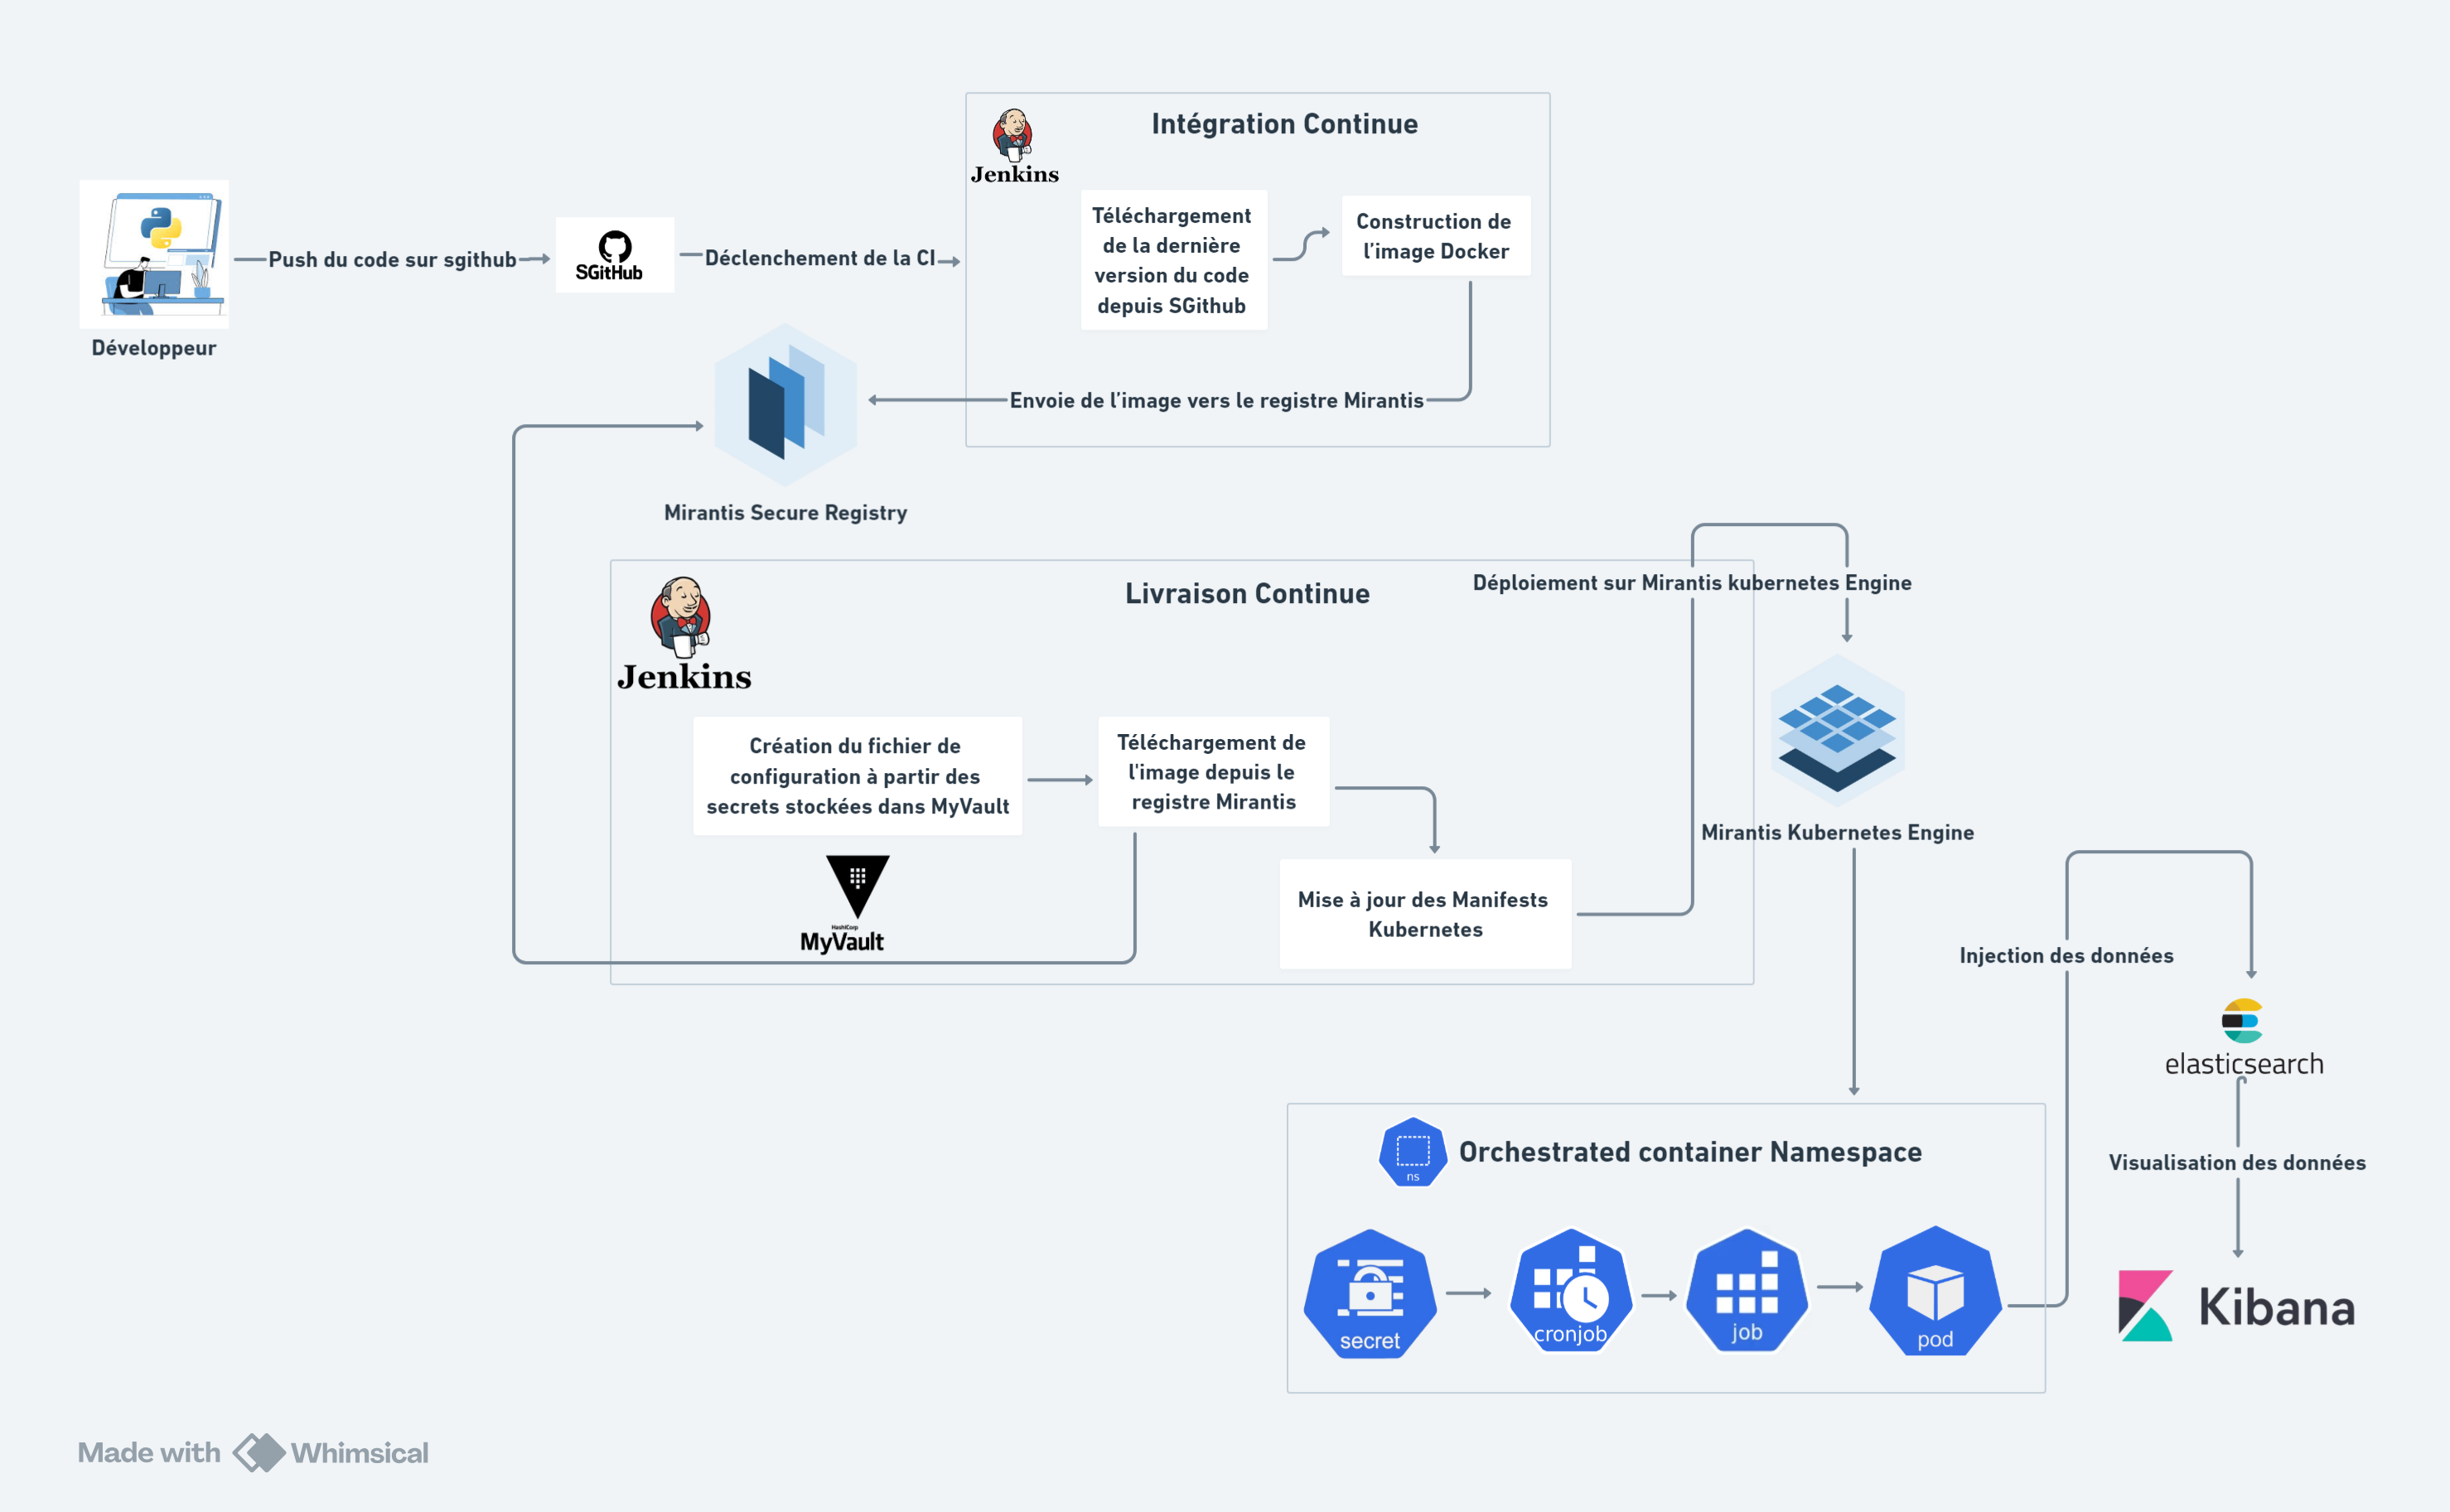 Intégration Continue
Jenkins
Téléchargement
de la dernière
version du code
depuis SGithub
Construction de
l'image Docker
Push du code sur sgithub
SGitHub
Déclenchement de la CI
Développeur
Envoie de l'image vers le registre Mirantis
Mirantis Secure Registry
Livraison Continue
Déploiement sur Mirantis kubernetes Engine
Jenkins
Création du fichier de
configuration à partir des
secrets stockées dans MyVault
Téléchargement de
l'image depuis le
registre Mirantis
Mirantis Kubernetes Engine
HashiCorp
MyVault
Mise à jour des Manifests
Kubernetes
Injection des données
elasticsearch
Orchestrated container Namespace
ns
Visualisation des données
secret
cronjob
job
pod
Kibana
Made with Whimsical